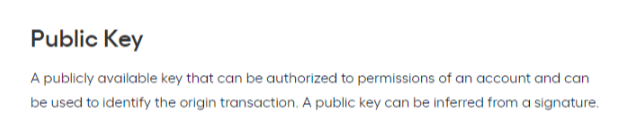 Public Key
A publicly available key that can be authorized to permissions of an account and can
be used to identify the origin transaction. A public key can be inferred from a signature.